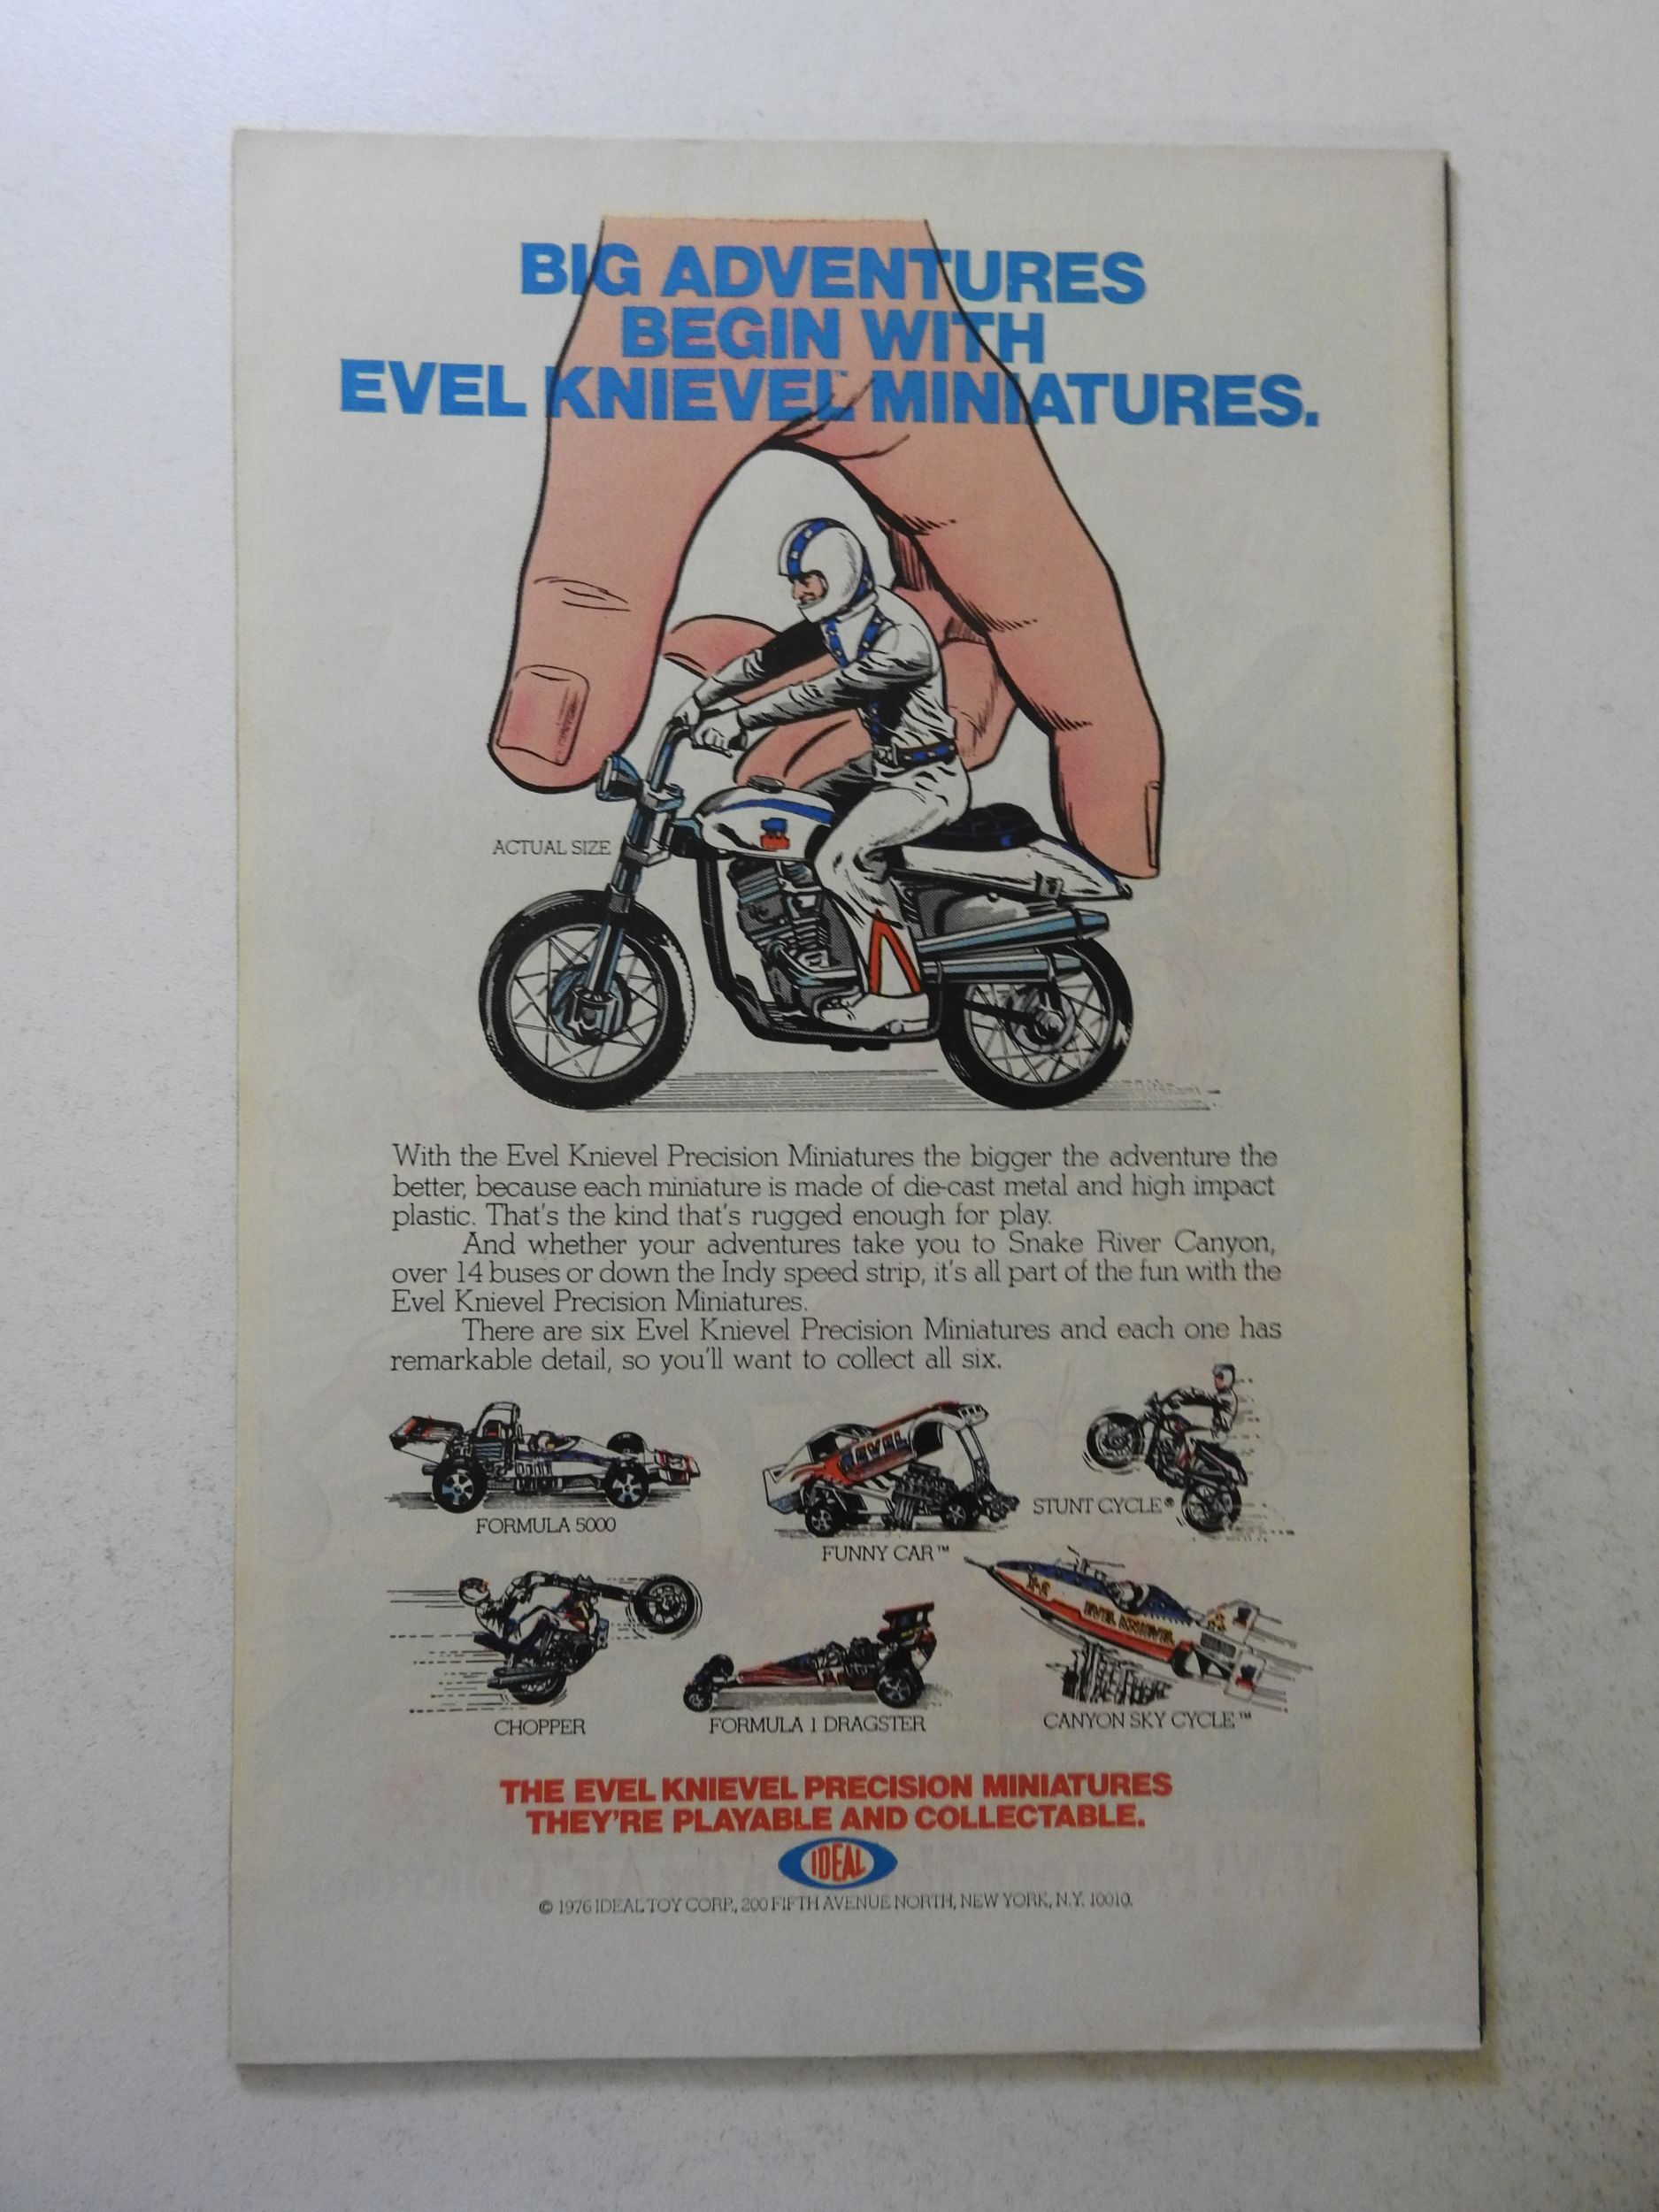 BIG ADVENTURES
BEGIN WITH
EVEL KNIEVEL™ MINIATURES.
ACTUAL SIZE
With the Evel Knievel Precision Miniatures the bigger the adventure the
better, because each miniature is made of die-cast metal and high impact
plastic. That's the kind that's rugged enough for play.
And whether your adventures take you to Snake River Canyon,
over 14 buses or down the Indy speed strip, it's all part of the fun with the
Evel Knievel Precision Miniatures.
There are six Evel Knievel Precision Miniatures and each one has
remarkable detail, so you'll want to collect all six.
EVEL
STUNT CYCLE®
FORMULA 5000
FUNNY CAR™
X-2
EVEL KNIEVEL
CHOPPER
FORMULA 1 DRAGSTER
CANYON SKY CYCLE™
THE EVEL KNIEVEL PRECISION MINIATURES
THEY'RE PLAYABLE AND COLLECTABLE.
IDEAL
© 1976 IDEAL TOY CORP., 200 FIFTH AVENUE NORTH, NEW YORK, N.Y. 10010.